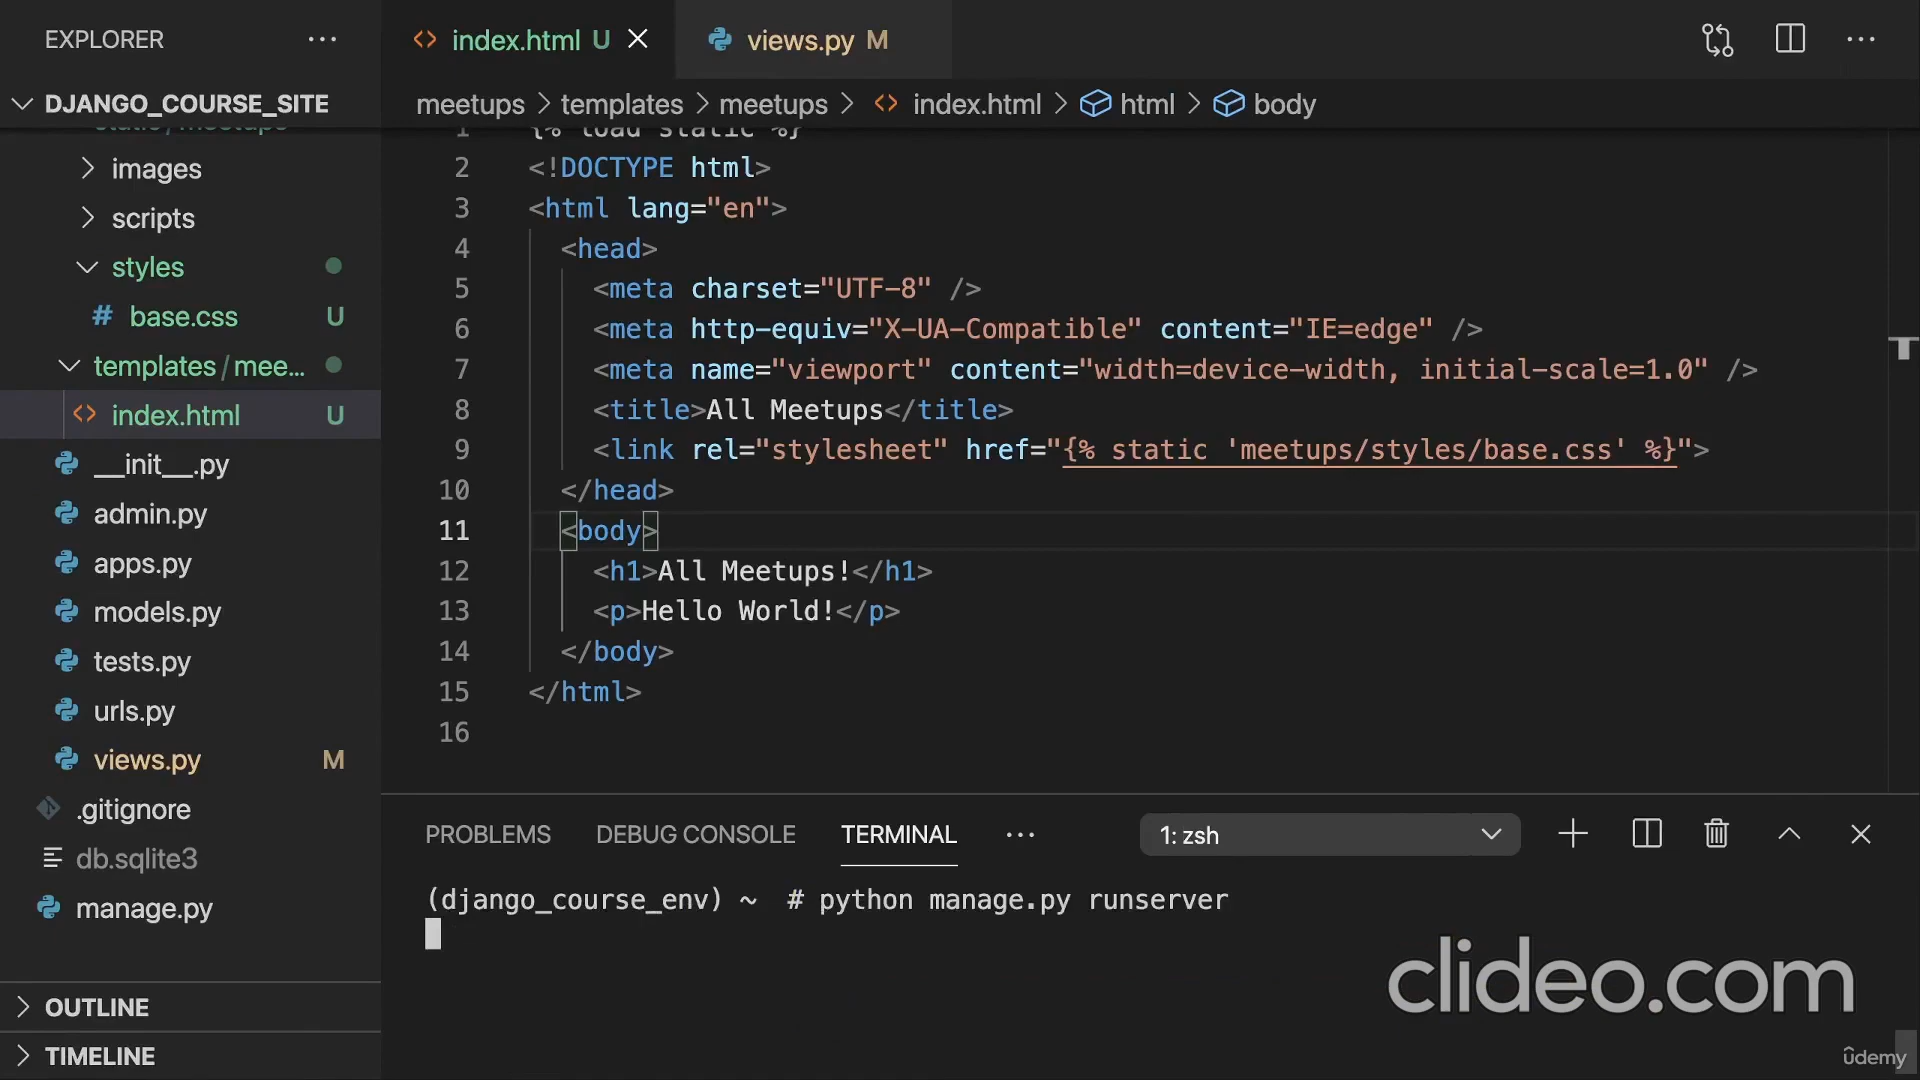 EXPLORER
index.html U
views.py M
DJANGO_COURSE_SITE
meetups > templates > meetups > index.html > html > body
static/meetups
images
scripts
styles
base.css U
templates/mee...
index.html U
__init__.py
admin.py
apps.py
models.py
tests.py
urls.py
views.py M
.gitignore
db.sqlite3
manage.py
OUTLINE
TIMELINE
1 {% load static %}
2 <!DOCTYPE html>
3 <html lang="en">
4 <head>
5 <meta charset="UTF-8" />
6 <meta http-equiv="X-UA-Compatible" content="IE=edge" />
7 <meta name="viewport" content="width=device-width, initial-scale=1.0" />
8 <title>All Meetups</title>
9 <link rel="stylesheet" href="{% static 'meetups/styles/base.css' %}">
10 </head>
11 <body>
12 <h1>All Meetups!</h1>
13 <p>Hello World!</p>
14 </body>
15 </html>
16
PROBLEMS DEBUG CONSOLE TERMINAL 1: zsh
(django_course_env) ~ # python manage.py runserver
clideo.com
ûdemy